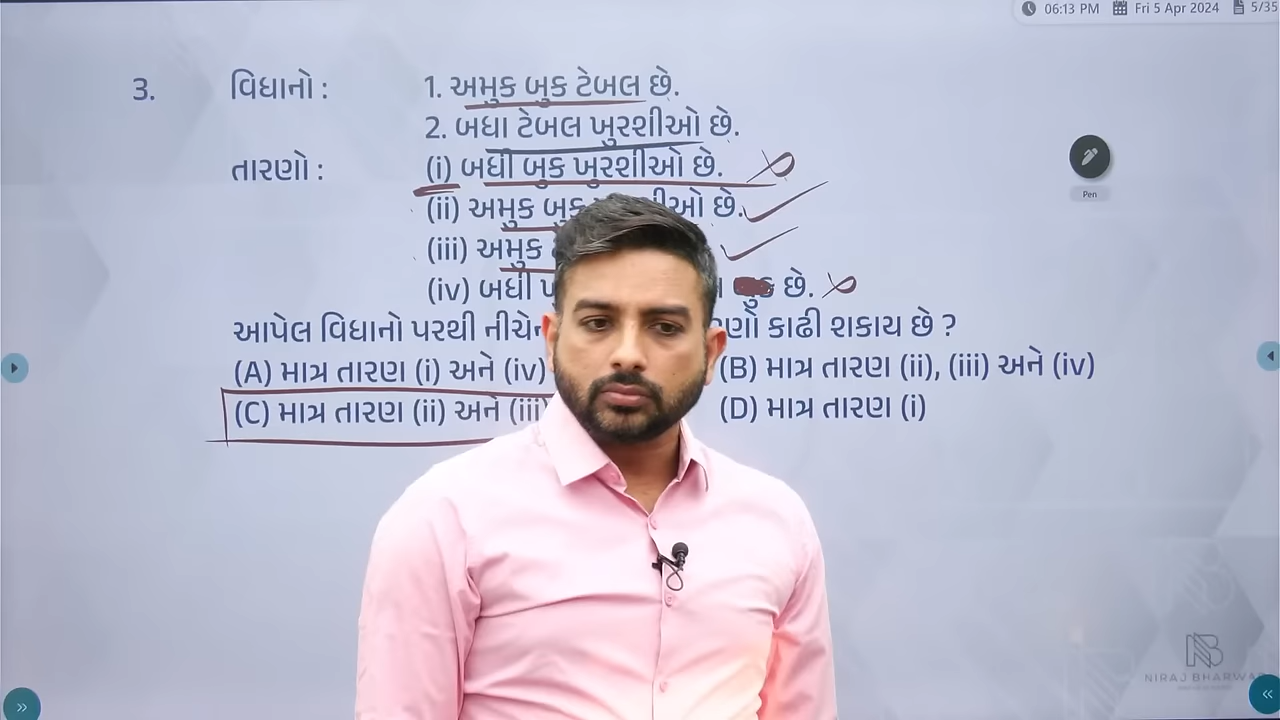 06:13 PM Fri 5 Apr 2024 5/35
3. વિધાનો : 1. અમુક બુક ટેબલ છે.
2. બધા ટેબલ ખુરશીઓ છે.
તારણો : (i) બધી બુક ખુરશીઓ છે.
(ii) અમુક બુક છે.
(iii) અમુક
(iv) બધી છે.
આપેલ વિધાનો પરથી કાઢી શકાય છે ?
(A) માત્ર તારણ (i) અને (iv) (B) માત્ર તારણ (ii), (iii) અને (iv)
(C) માત્ર તારણ (ii) અને (iii) (D) માત્ર તારણ (i)
Pen
NIRAJ